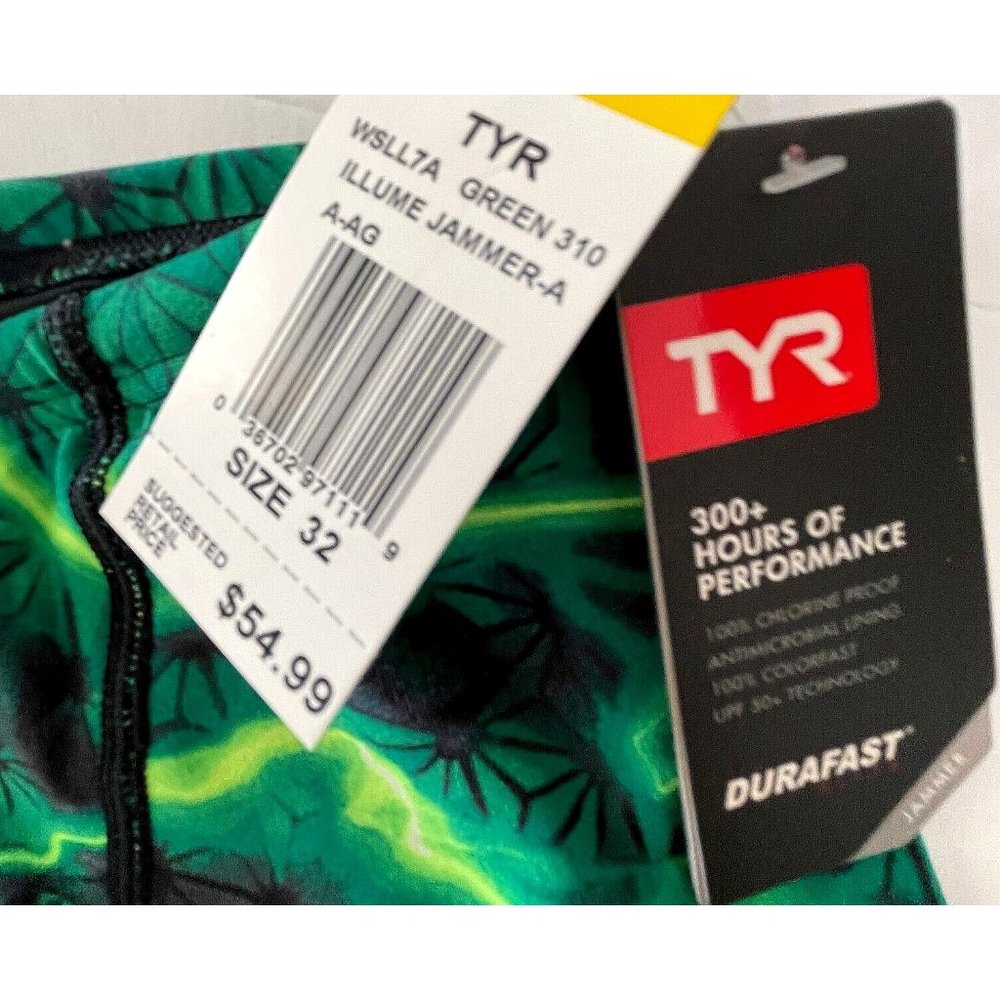 TYR
WSLL7A GREEN 310
ILLUME JAMMER-A
A-AG
0 36702 97111 9
SIZE 32
SUGGESTED
RETAIL
PRICE
$54.99
TYR
300+
HOURS OF
PERFORMANCE
100% CHLORINE PROOF
ANTIMICROBIAL LINING
100% COLORFAST
UPF 50+ TECHNOLOGY
DURAFAST™
JAMMER